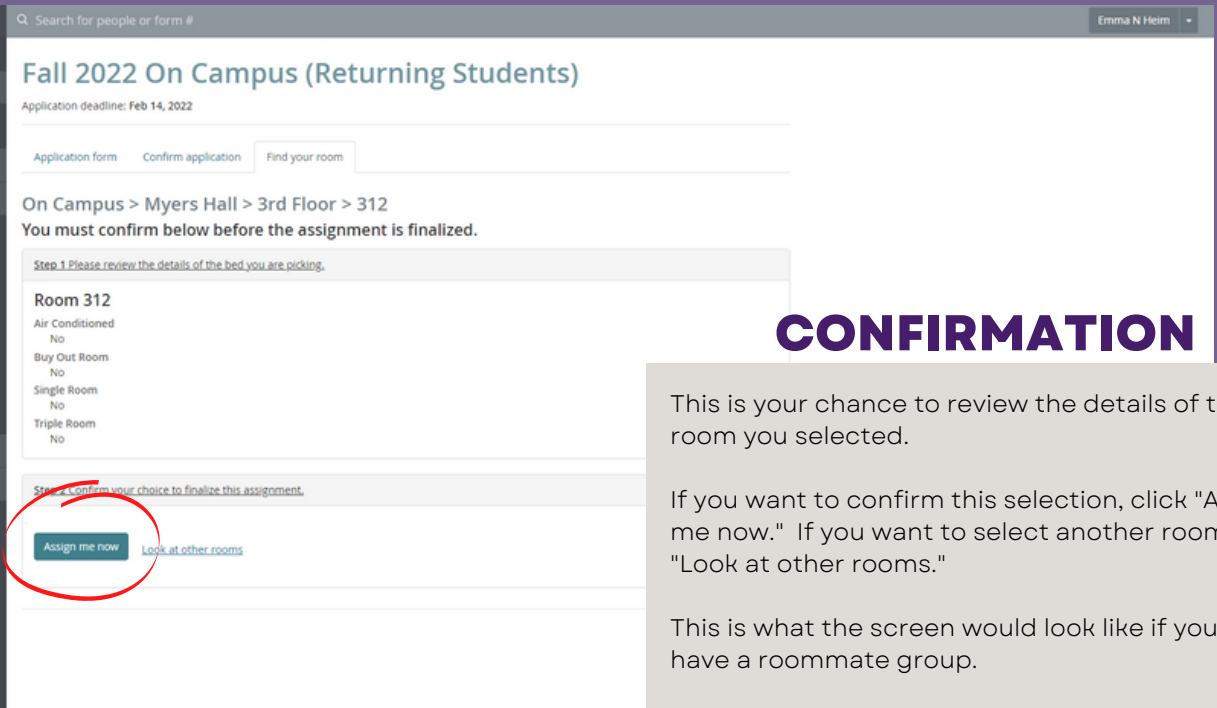 Search for people or form #
Emma N Heim
Fall 2022 On Campus (Returning Students)
Application deadline: Feb 14, 2022
Application form Confirm application Find your room
On Campus > Myers Hall > 3rd Floor > 312
You must confirm below before the assignment is finalized.
Step 1 Please review the details of the bed you are picking.
Room 312
Air Conditioned
No
Buy Out Room
No
Single Room
No
Triple Room
No
Step 2 Confirm your choice to finalize this assignment.
Assign me now Look at other rooms
CONFIRMATION
This is your chance to review the details of t
room you selected.
If you want to confirm this selection, click "A
me now." If you want to select another room
"Look at other rooms."
This is what the screen would look like if you
have a roommate group.